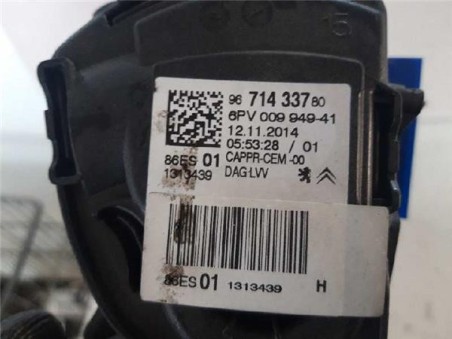 5
96 714 337 80
6PV 009 949-41
12.11.2014
05:53:28 / 01
86ES 01 CAPPR-CEM -00
1313439 DAG:LVV
86ES 01 1313439 H